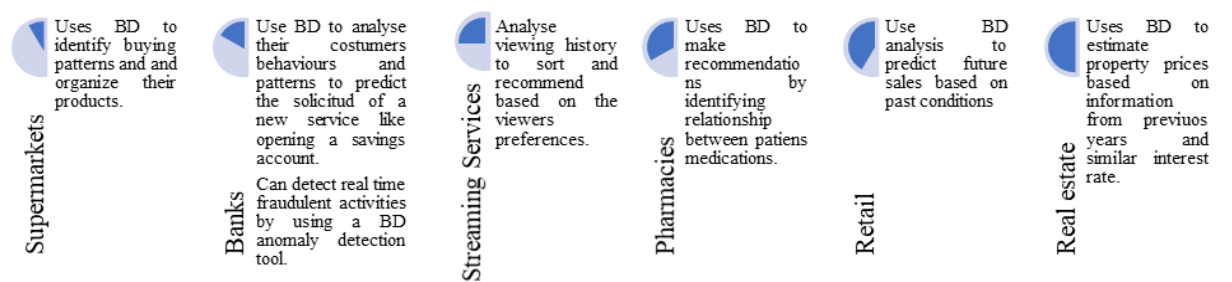 Supermarkets
Uses BD to
identify buying
patterns and and
organize their
products.
Banks
Use BD to analyse
their costumers
behaviours and
patterns to predict
the solicitud of a
new service like
opening a savings
account.
Can detect real time
fraudulent activities
by using a BD
anomaly detection
tool.
Streaming Services
Analyse
viewing history
to sort and
recommend
based on the
viewers
preferences.
Pharmacies
Uses BD to
make
recommendatio
ns by
identifying
relationship
between patiens
medications.
Retail
Use BD
analysis to
predict future
sales based on
past conditions
Real estate
Uses BD to
estimate
property prices
based on
information
from previuos
years and
similar interest
rate.